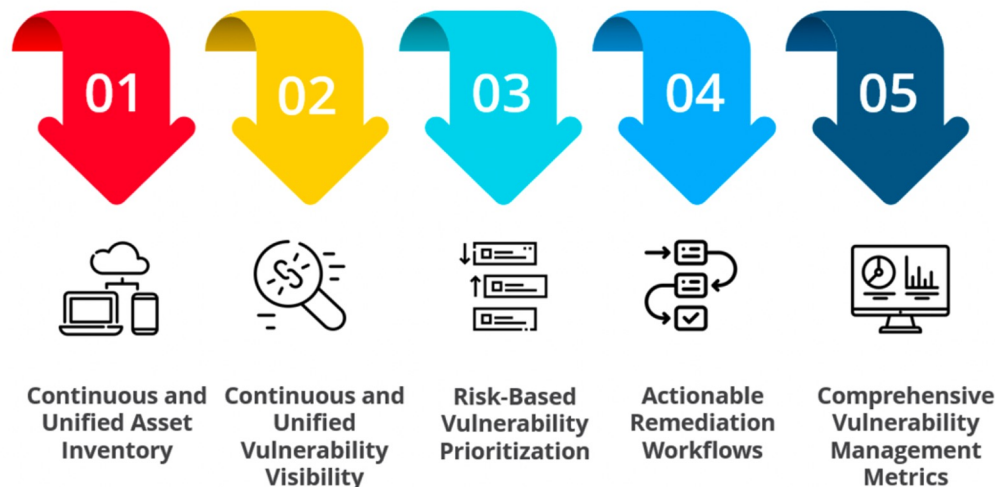 01
02
03
04
05
Continuous and
Unified Asset
Inventory
Continuous and
Unified
Vulnerability
Visibility
Risk-Based
Vulnerability
Prioritization
Actionable
Remediation
Workflows
Comprehensive
Vulnerability
Management
Metrics